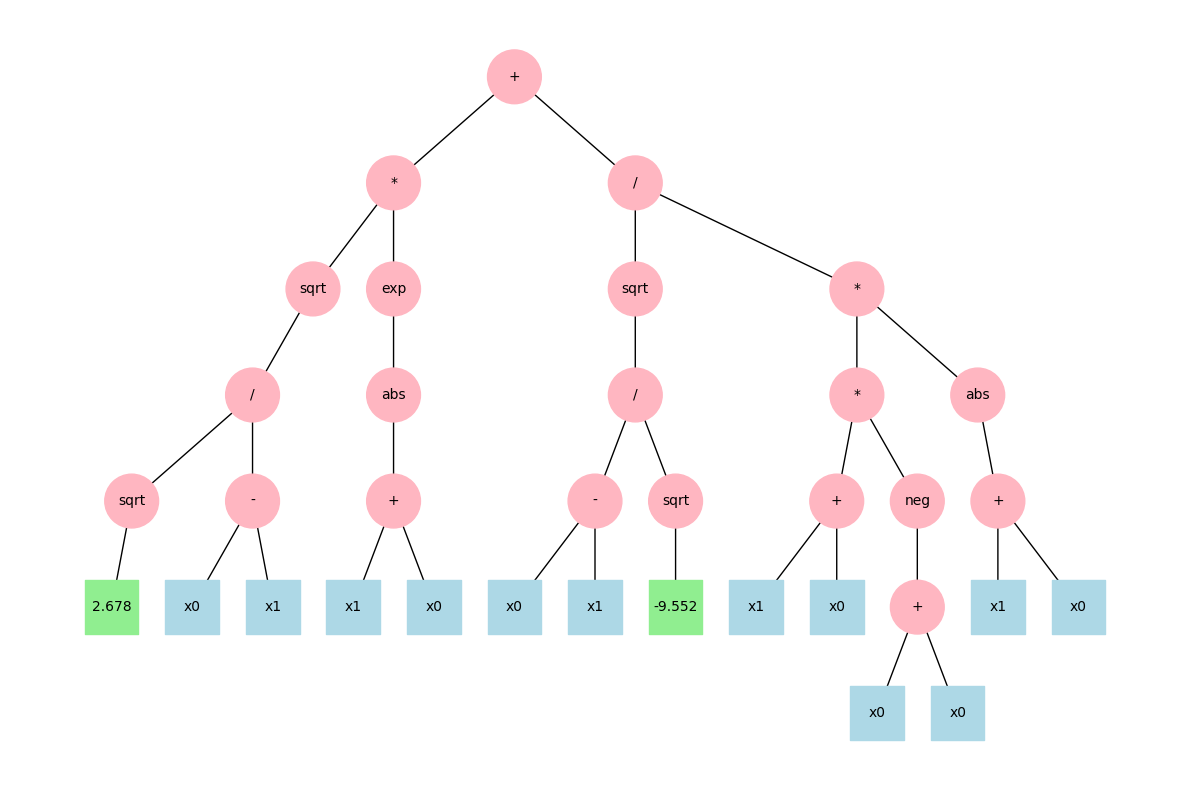 +
* /
sqrt exp sqrt *
/ abs / * abs
sqrt - + - sqrt + neg +
2.678 x0 x1 x1 x0 x0 x1 -9.552 x1 x0 + x1 x0
x0 x0